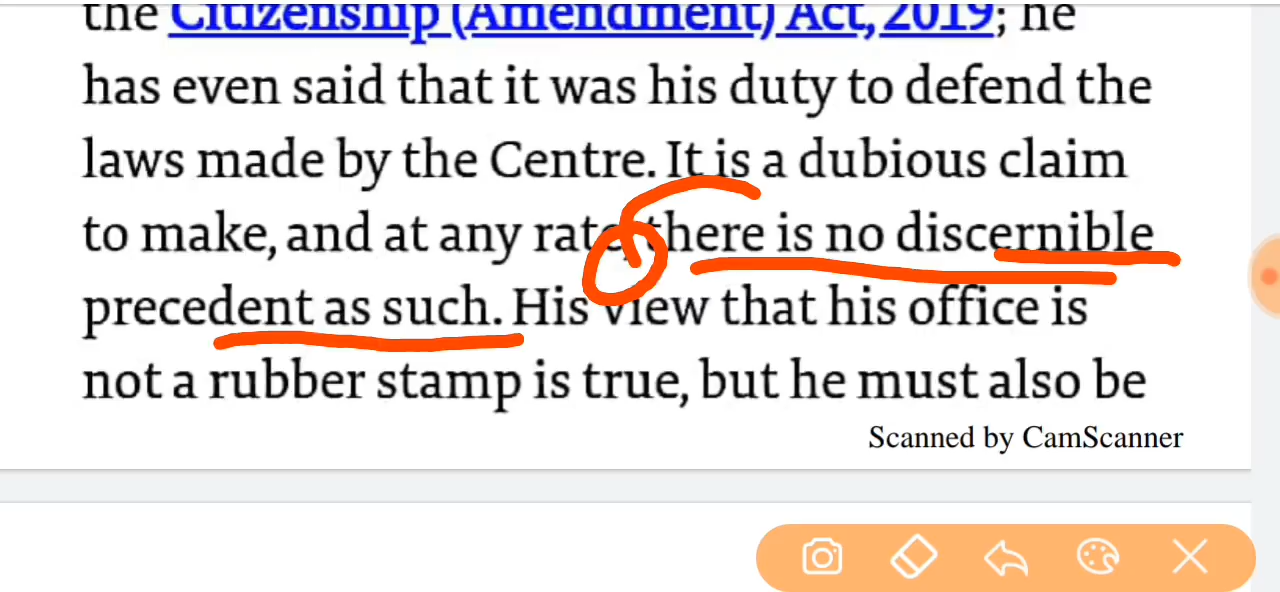 the Citizenship (Amendment) Act, 2019; he
has even said that it was his duty to defend the
laws made by the Centre. It is a dubious claim
to make, and at any rate, there is no discernible
precedent as such. His view that his office is
not a rubber stamp is true, but he must also be
Scanned by CamScanner